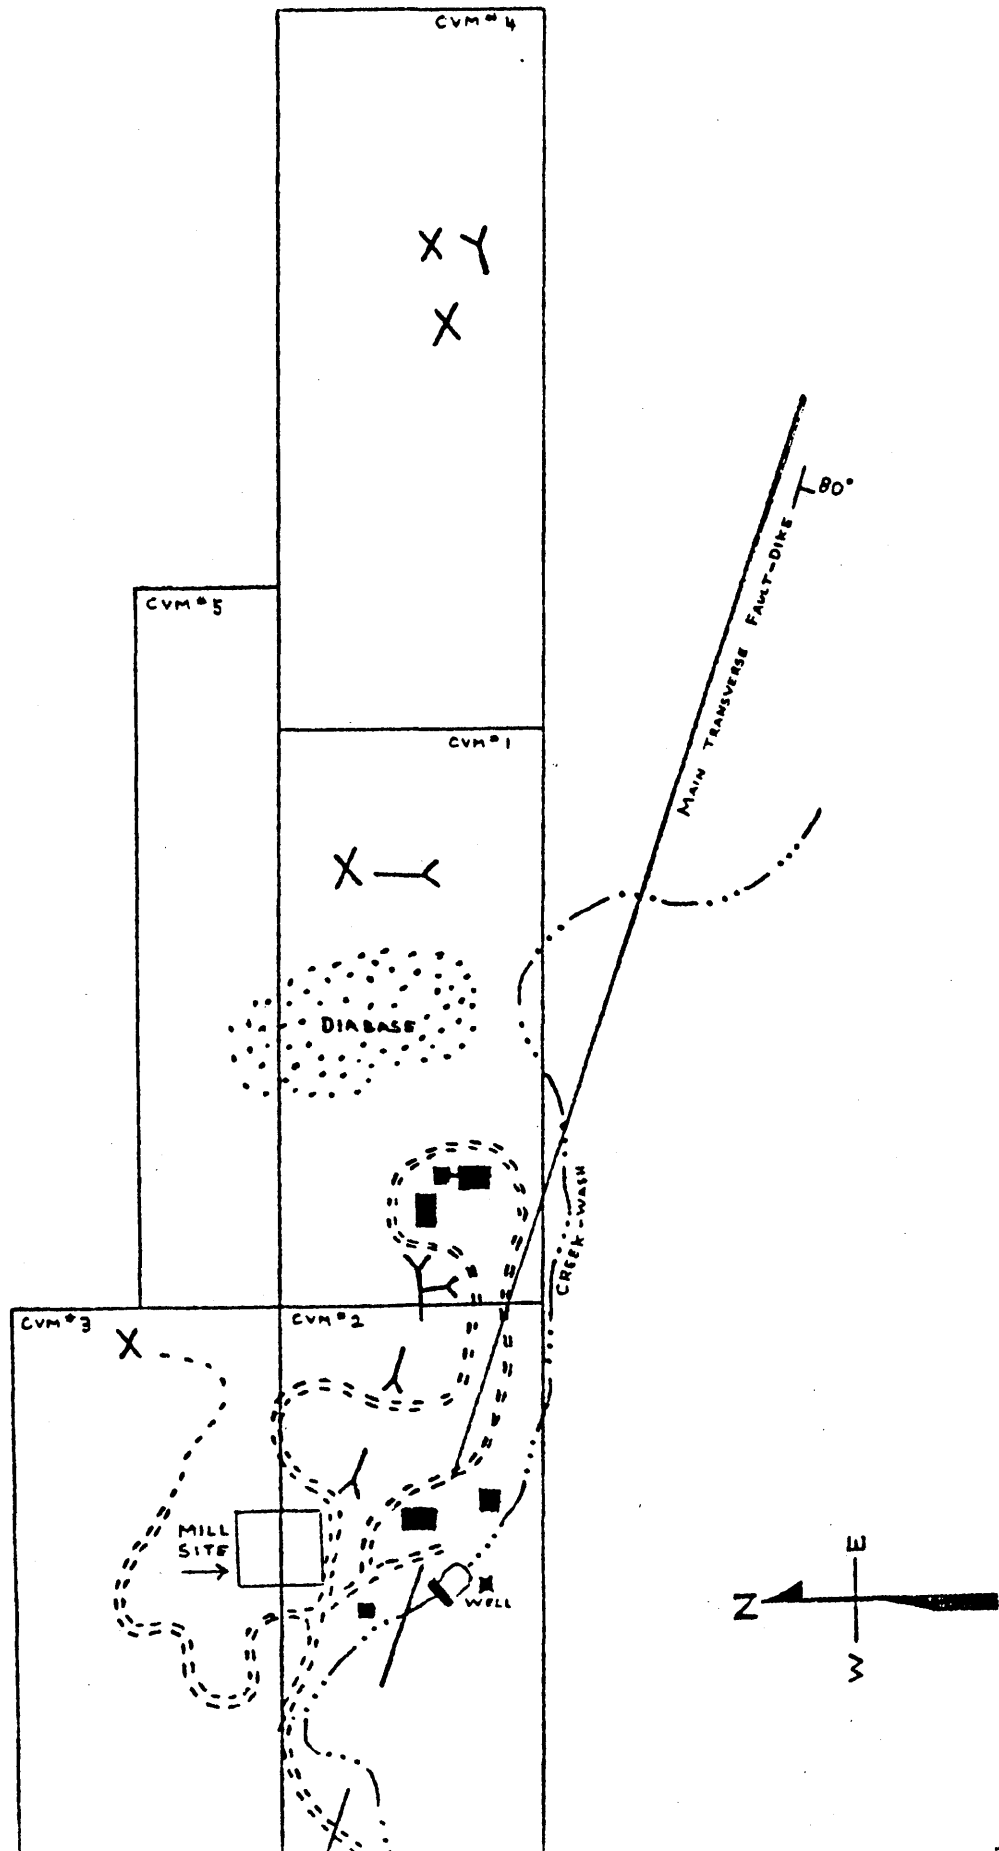 CVM#4
80°
MAIN TRANSVERSE FAULT-DIKE
CVM#5
CVM#1
DIABASE
CREEK-WASH
CVM#3
CVM#2
MILL
SITE
WELL
E
N
W